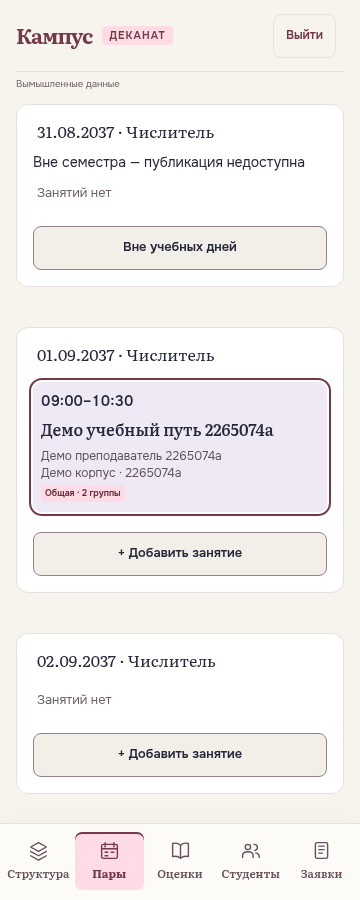 Кампус ДЕКАНАТ Выйти
Вымышленные данные
31.08.2037 · Числитель
Вне семестра — публикация недоступна
Занятий нет
Вне учебных дней
01.09.2037 · Числитель
09:00–10:30
Демо учебный путь 2265074a
Демо преподаватель 2265074a
Демо корпус · 2265074a
Общая · 2 группы
+ Добавить занятие
02.09.2037 · Числитель
Занятий нет
+ Добавить занятие
Структура Пары Оценки Студенты Заявки